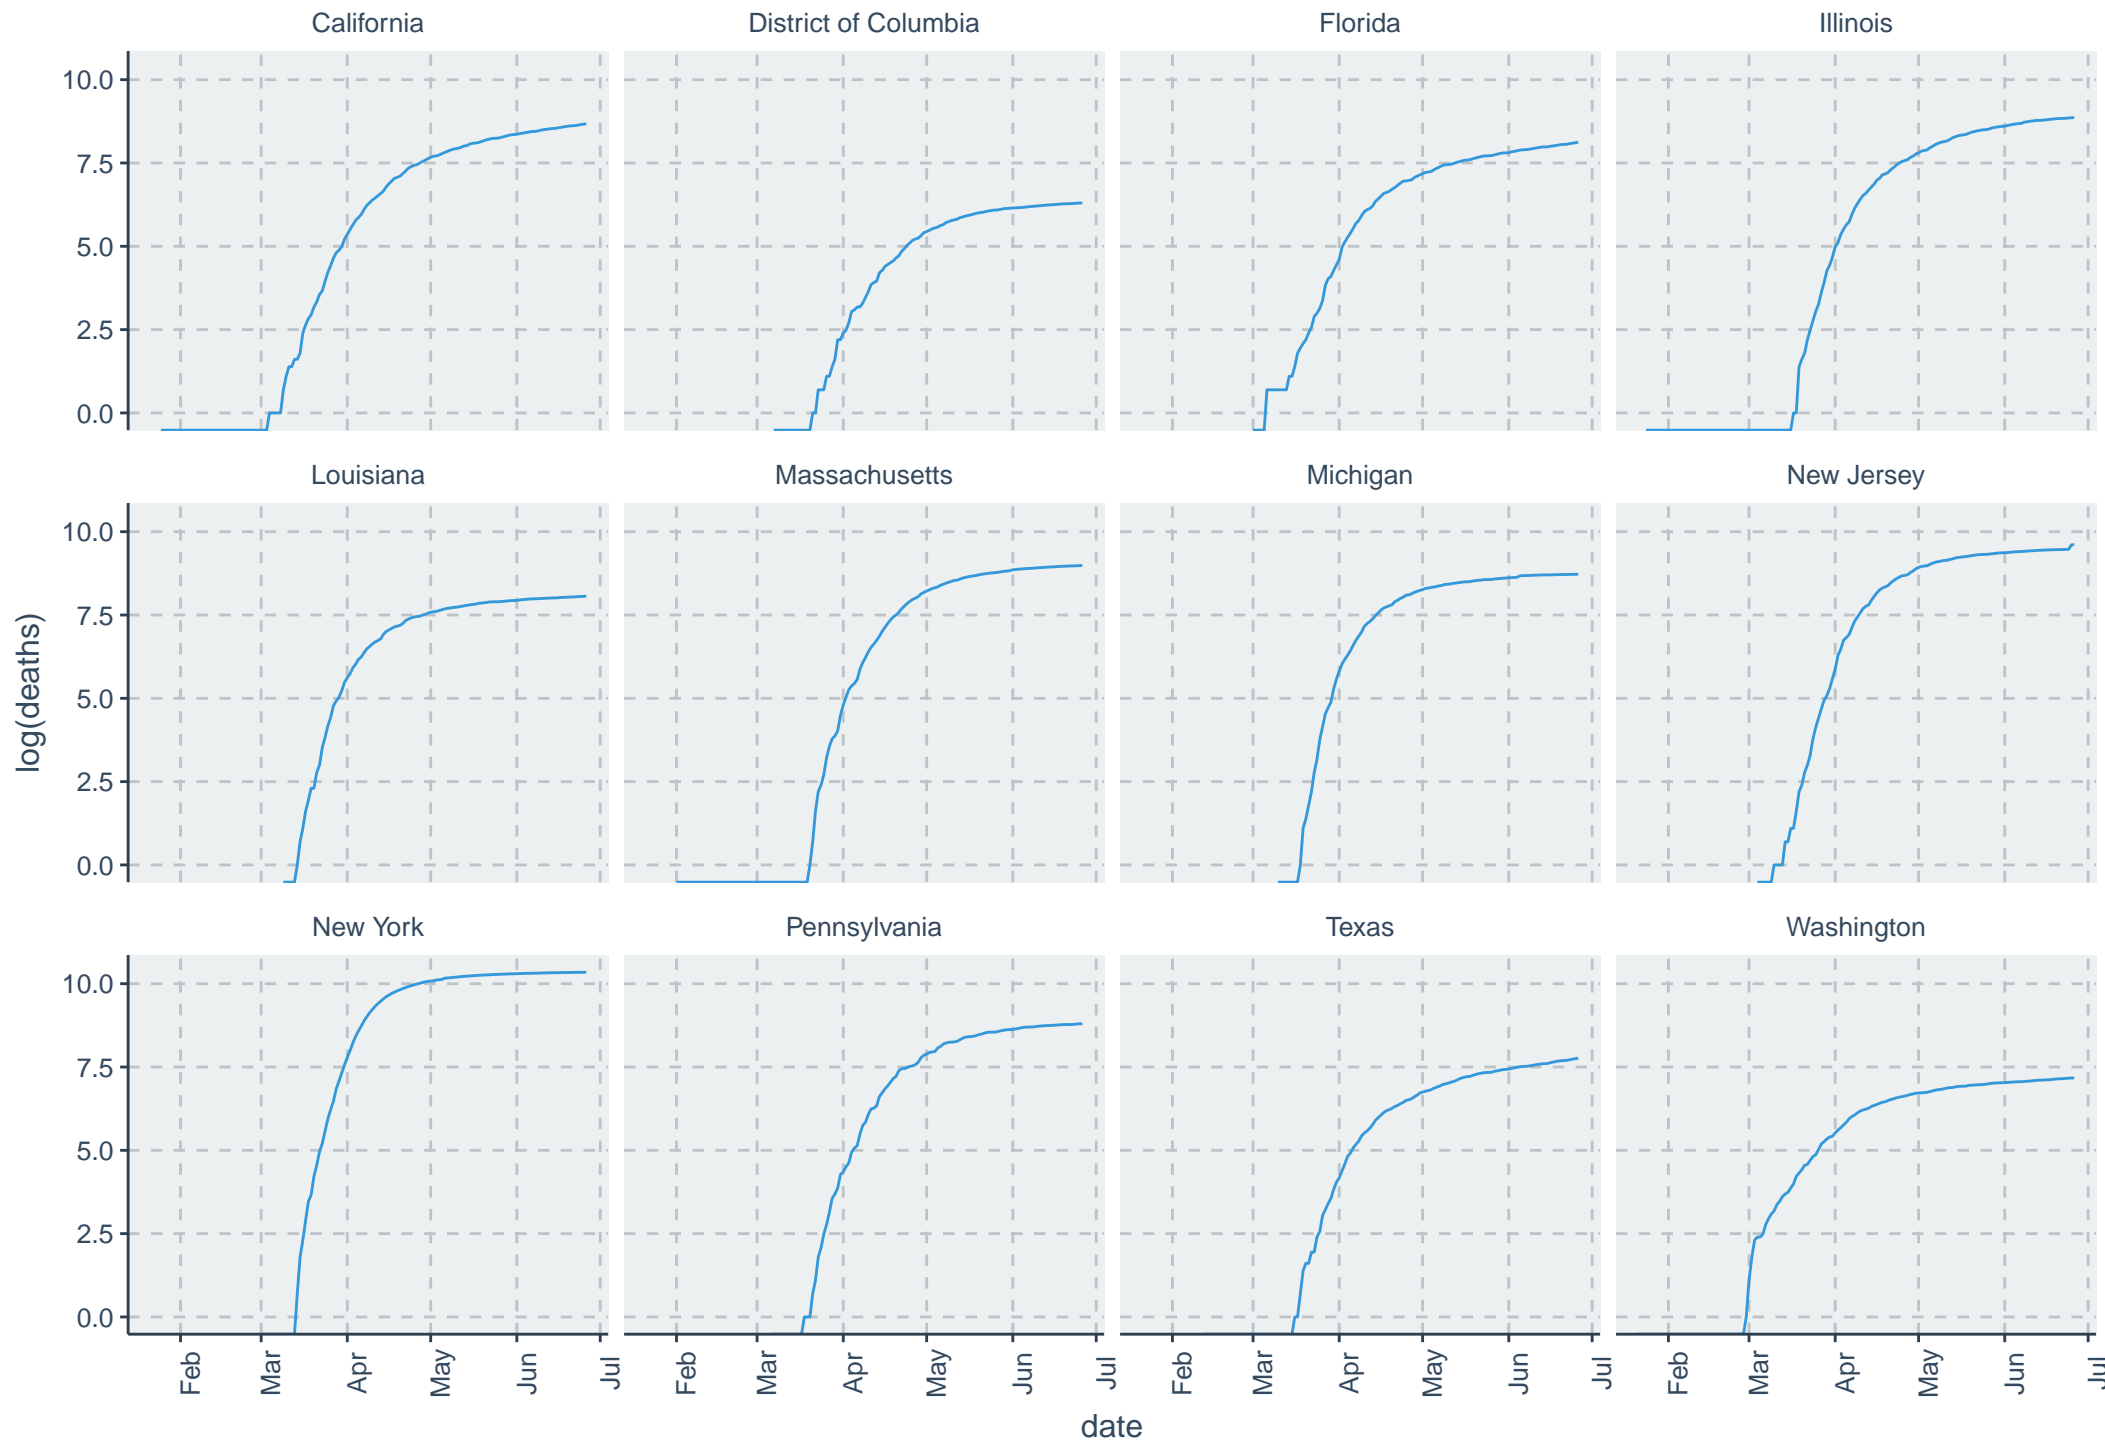 California District of Columbia Florida Illinois
10.0
7.5
5.0
2.5
0.0
Louisiana Massachusetts Michigan New Jersey
10.0
7.5
5.0
2.5
0.0
log(deaths)
New York Pennsylvania Texas Washington
10.0
7.5
5.0
2.5
0.0
Feb Mar Apr May Jun Jul Feb Mar Apr May Jun Jul Feb Mar Apr May Jun Jul Feb Mar Apr May Jun Jul
date